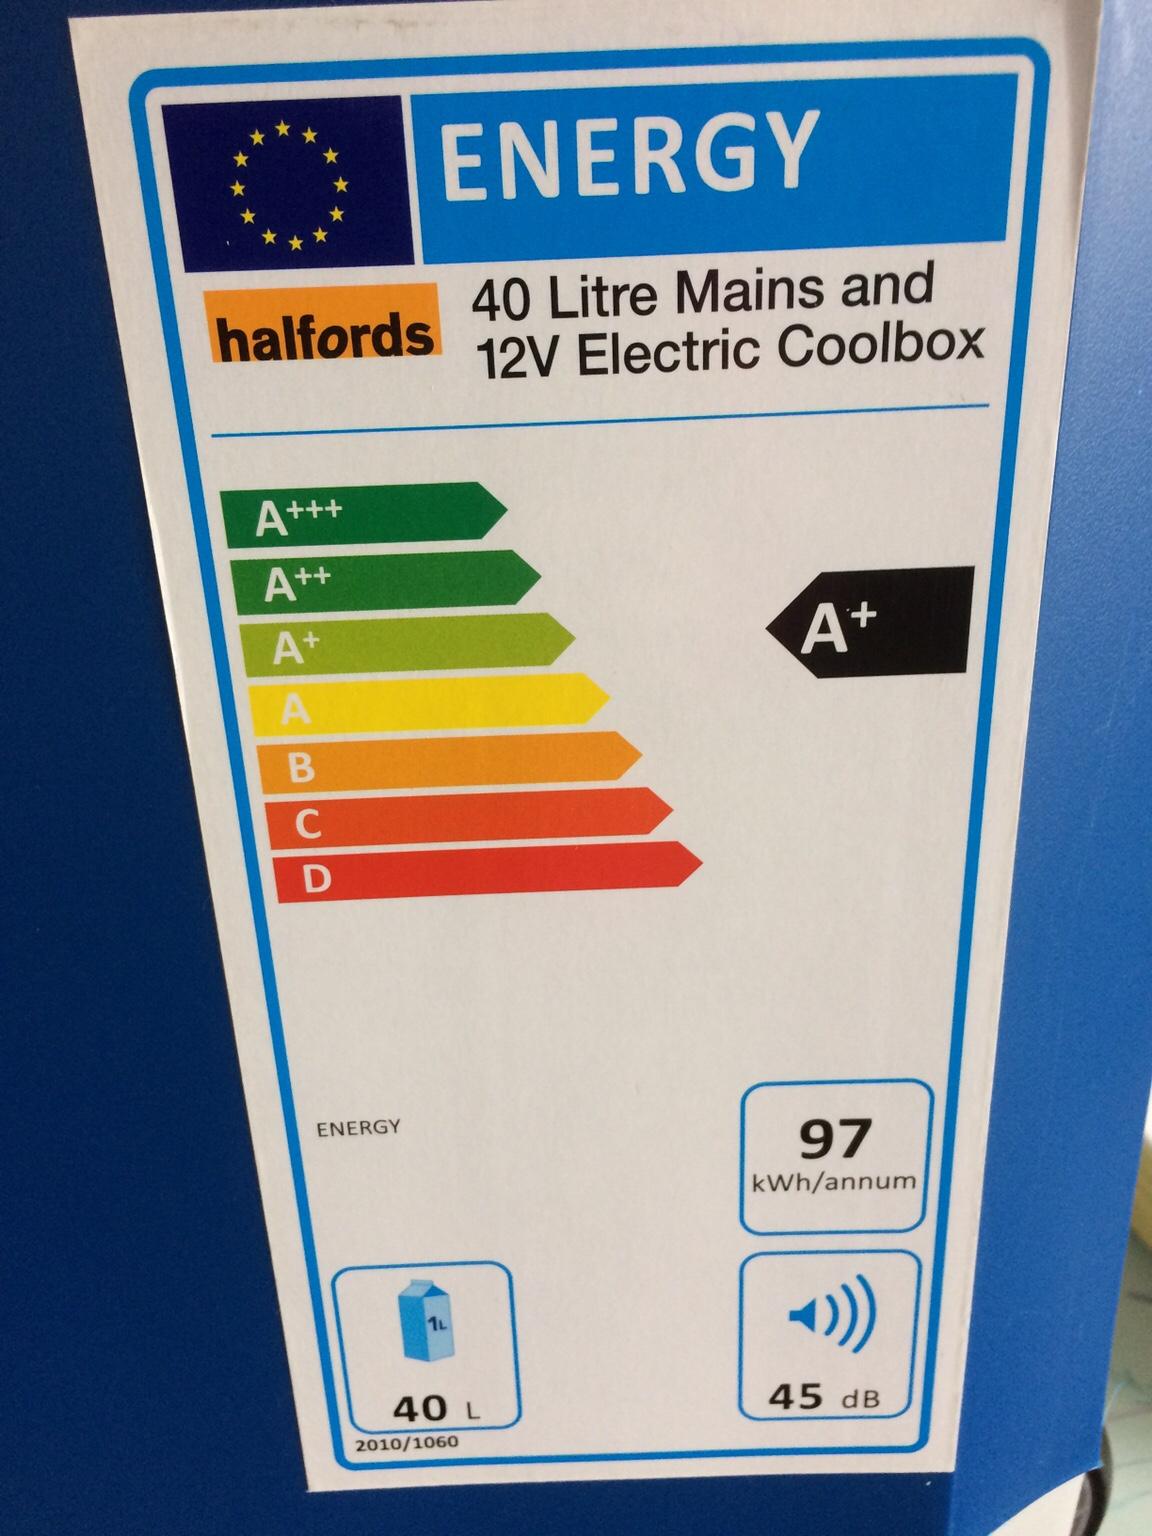 ENERGY
halfords
40 Litre Mains and
12V Electric Coolbox
A+++
A++
A+
A
B
C
D
A+
ENERGY
97
kWh/annum
1L
40 L
45 dB
2010/1060